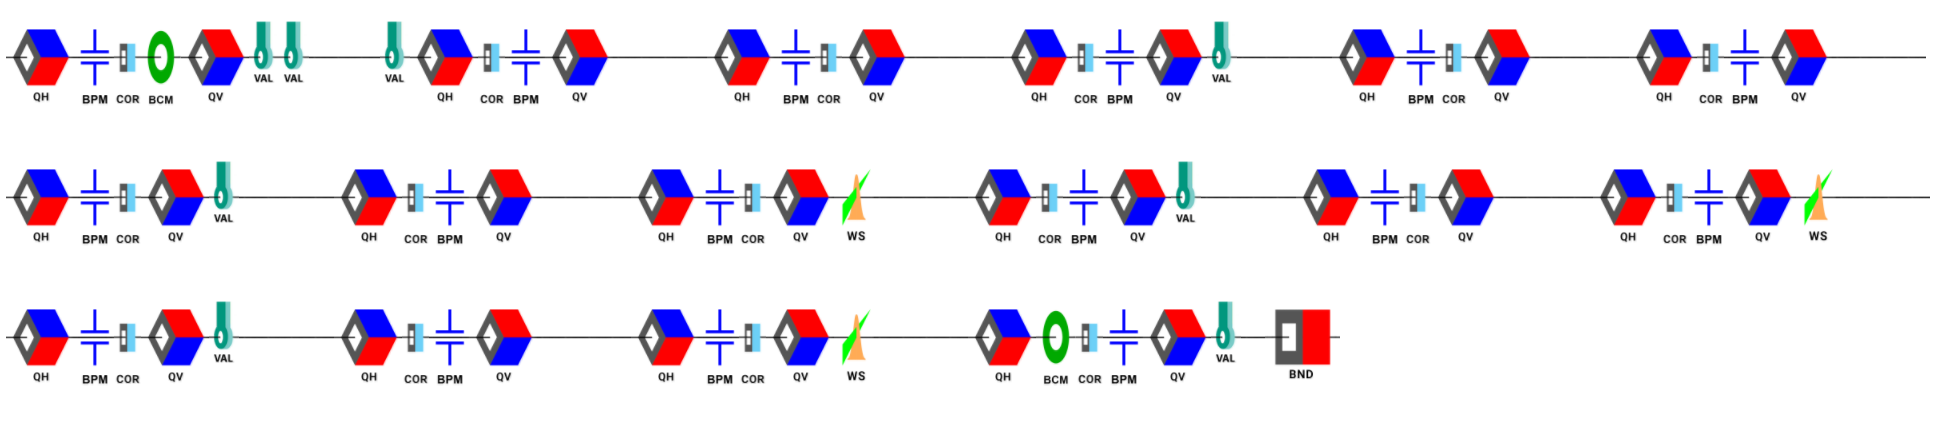 QH BPM COR BCM QV VAL VAL VAL QH COR BPM QV QH BPM COR QV QH COR BPM QV VAL QH BPM COR QV QH COR BPM QV
QH BPM COR QV VAL QH COR BPM QV QH BPM COR QV WS QH COR BPM QV VAL QH BPM COR QV QH COR BPM QV WS
QH BPM COR QV VAL QH COR BPM QV QH BPM COR QV WS QH BCM COR BPM QV VAL BND